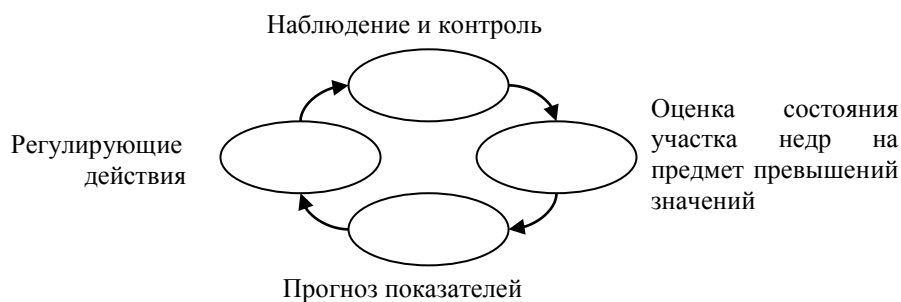 Наблюдение и контроль
Оценка состояния
участка недр на
предмет превышений
значений
Регулирующие
действия
Прогноз показателей